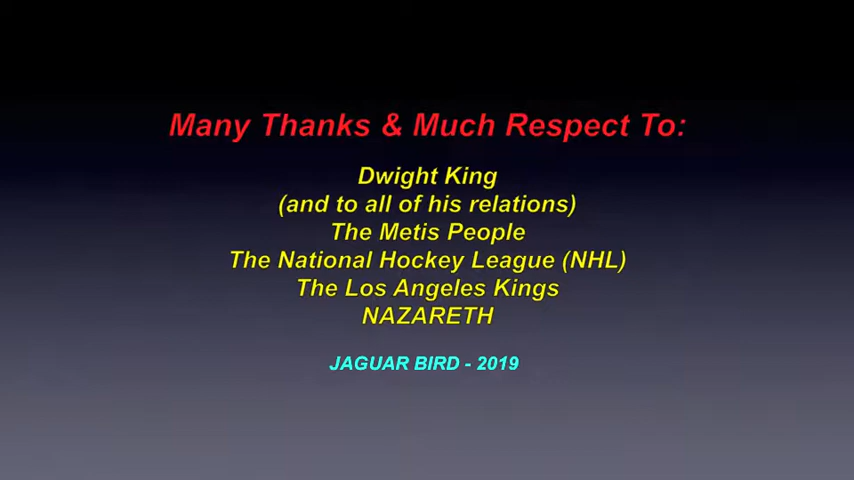 Many Thanks & Much Respect To:
Dwight King
(and to all of his relations)
The Metis People
The National Hockey League (NHL)
The Los Angeles Kings
NAZARETH
JAGUAR BIRD - 2019